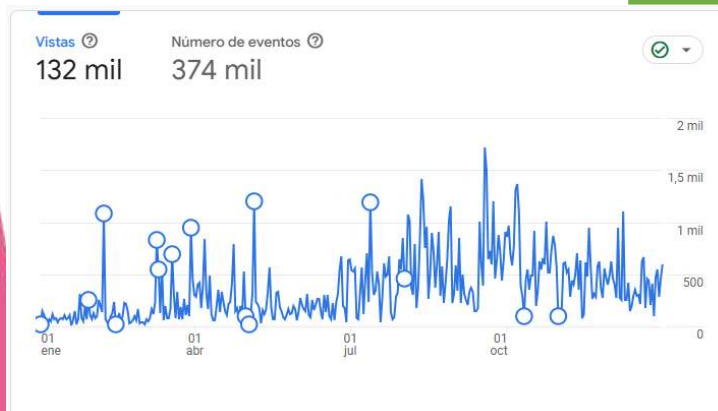 Vistas
Número de eventos
132 mil
374 mil
2 mil
1,5 mil
1 mil
500
0
01
ene
01
abr
01
jul
01
oct